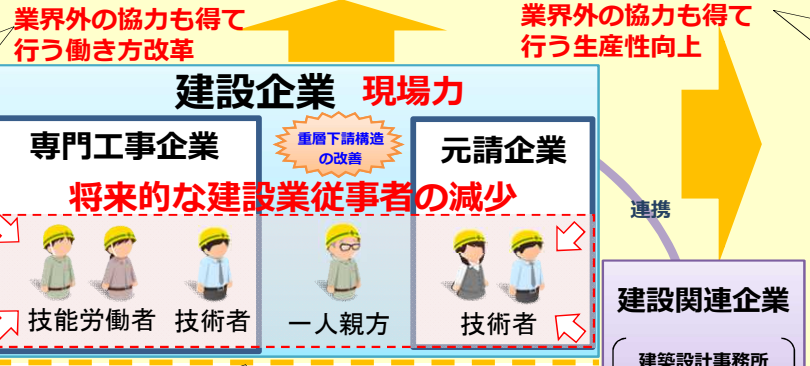 業界外の協力も得て
行う働き方改革
業界外の協力も得て
行う生産性向上
建設企業 現場力
専門工事企業
重層下請構造
の改善
元請企業
将来的な建設業従事者の減少
連携
技能労働者 技術者 一人親方 技術者
建設関連企業
建築設計事務所